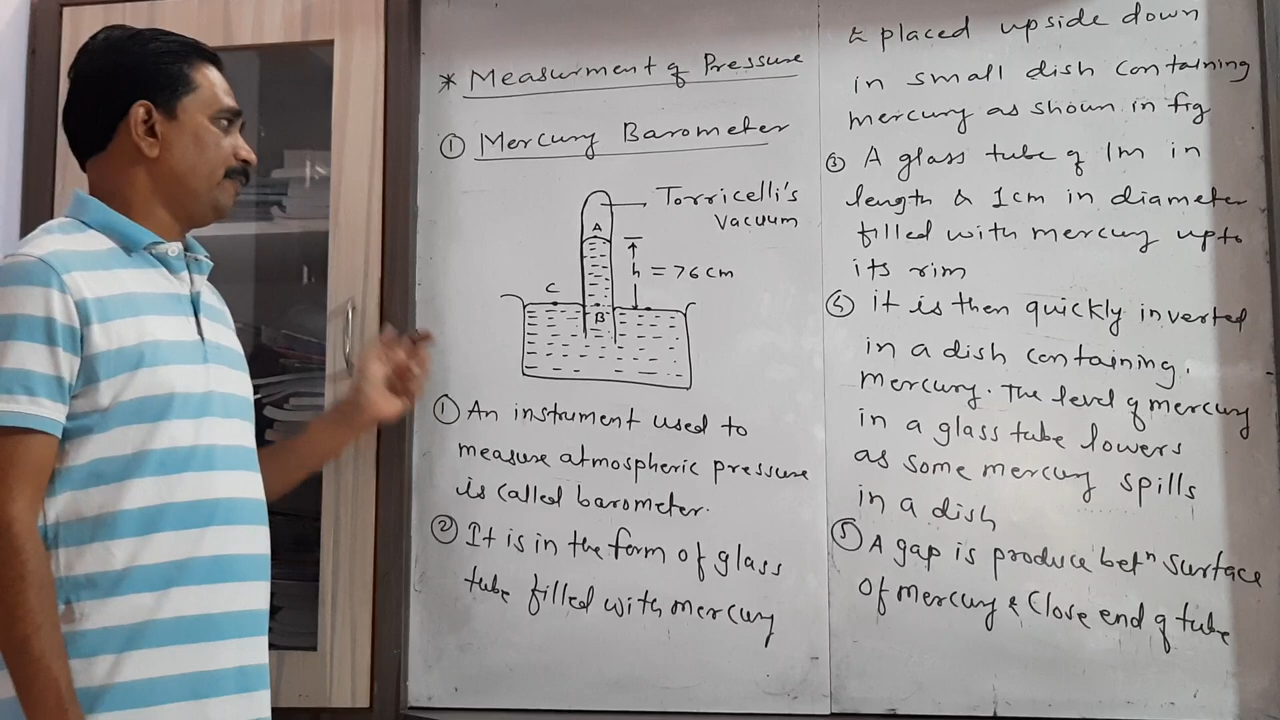 * Measurment of Pressure
① Mercury Barometer
Torricelli's
vacuum
A
h = 76 cm
C
B
① An instrument used to
measure atmospheric pressure
is called barometer.
② It is in the form of glass
tube filled with mercury
& placed upside down
in small dish containing
mercury as shown in fig
③ A glass tube of 1m in
length & 1cm in diameter
filled with mercury upto
its rim
④ it is then quickly inverted
in a dish containing.
mercury. The level of mercury
in a glass tube lowers
as some mercury spills
in a dish
⑤ A gap is produce betⁿ surface
of mercury & Close end of tube